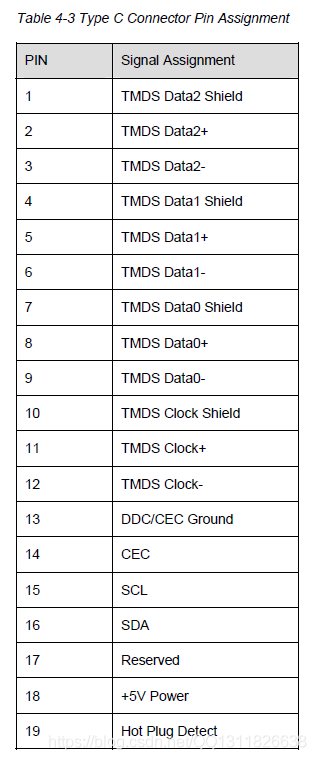 Table 4-3 Type C Connector Pin Assignment
PIN Signal Assignment
1 TMDS Data2 Shield
2 TMDS Data2+
3 TMDS Data2-
4 TMDS Data1 Shield
5 TMDS Data1+
6 TMDS Data1-
7 TMDS Data0 Shield
8 TMDS Data0+
9 TMDS Data0-
10 TMDS Clock Shield
11 TMDS Clock+
12 TMDS Clock-
13 DDC/CEC Ground
14 CEC
15 SCL
16 SDA
17 Reserved
18 +5V Power
19 Hot Plug Detect
https://blog.csdn.net/QQ1311826639